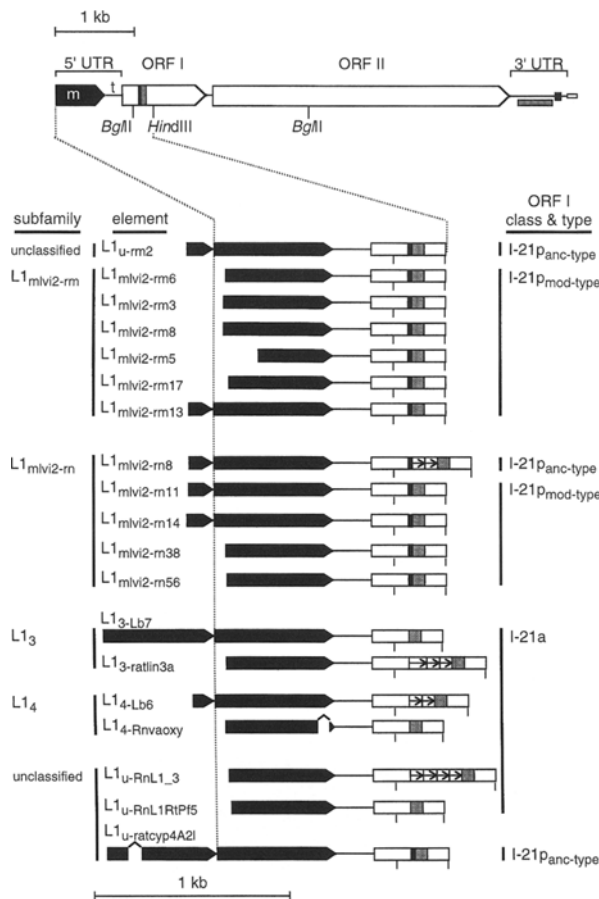 1 kb
5' UTR ORF I ORF II 3' UTR
m t
BglII HindIII BglII
subfamily element ORF I class & type
unclassified L1u-rm2 I-21panc-type
L1mlvi2-rm L1mlvi2-rm6 I-21pmod-type
L1mlvi2-rm3
L1mlvi2-rm8
L1mlvi2-rm5
L1mlvi2-rm17
L1mlvi2-rm13
L1mlvi2-rn L1mlvi2-rn8 I-21panc-type
L1mlvi2-rn11 I-21pmod-type
L1mlvi2-rn14
L1mlvi2-rn38
L1mlvi2-rn56
L13 L13-Lb7 I-21a
L13-ratlin3a
L14 L14-Lb6
L14-Rnvaoxy
unclassified L1u-RnL1_3
L1u-RnL1RtPf5
L1u-ratcyp4A2l
I-21panc-type
1 kb